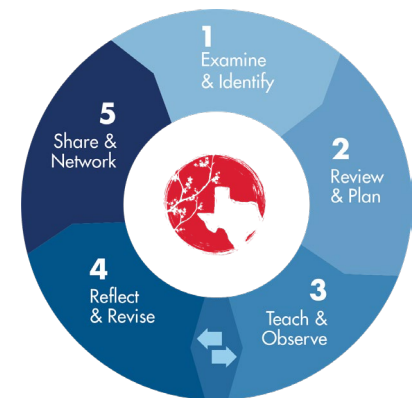 1
Examine
& Identify
2
Review
& Plan
3
Teach &
Observe
4
Reflect
& Revise
5
Share &
Network